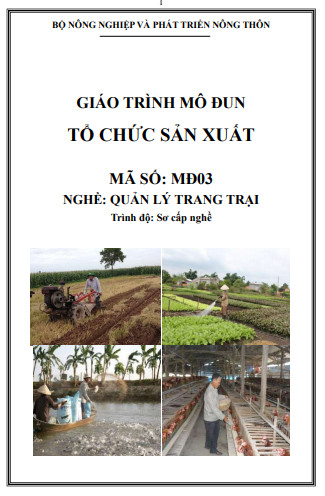 BỘ NÔNG NGHIỆP VÀ PHÁT TRIỂN NÔNG THÔN
GIÁO TRÌNH MÔ ĐUN
TỔ CHỨC SẢN XUẤT
MÃ SỐ: MĐ03
NGHỀ: QUẢN LÝ TRANG TRẠI
Trình độ: Sơ cấp nghề